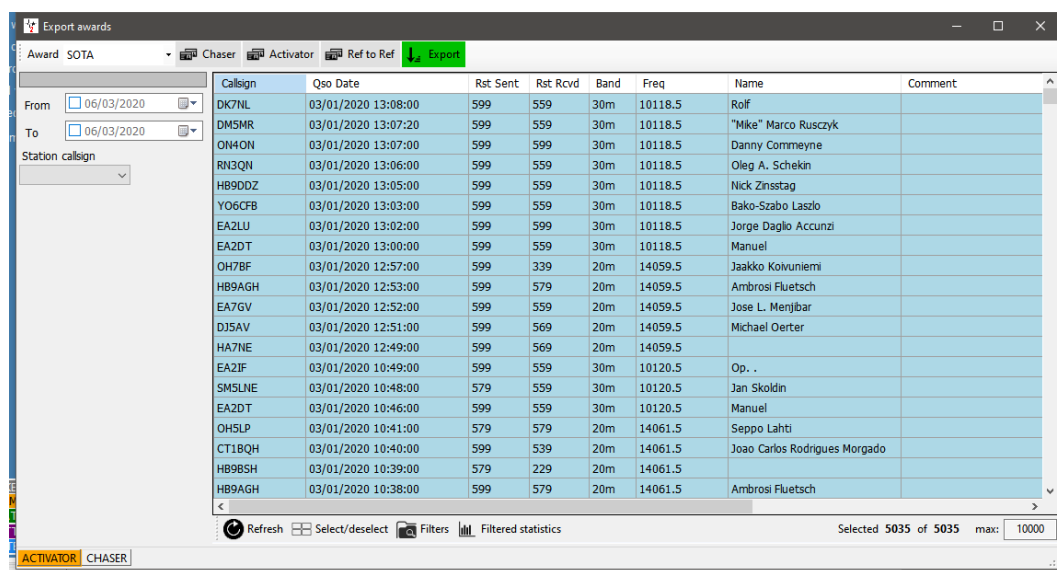 Export awards
Award SOTA Chaser Activator Ref to Ref Export
Callsign Qso Date Rst Sent Rst Rcvd Band Freq Name Comment
From 06/03/2020
To 06/03/2020
Station callsign
DK7NL 03/01/2020 13:08:00 599 559 30m 10118.5 Rolf
DM5MR 03/01/2020 13:07:20 599 559 30m 10118.5 "Mike" Marco Rusczyk
ON4ON 03/01/2020 13:07:00 599 599 30m 10118.5 Danny Commeyne
RN3QN 03/01/2020 13:06:00 599 559 30m 10118.5 Oleg A. Schekin
HB9DDZ 03/01/2020 13:05:00 599 559 30m 10118.5 Nick Zinsstag
YO6CFB 03/01/2020 13:03:00 599 559 30m 10118.5 Bako-Szabo Laszlo
EA2LU 03/01/2020 13:02:00 599 599 30m 10118.5 Jorge Daglio Accunzi
EA2DT 03/01/2020 13:00:00 599 559 30m 10118.5 Manuel
OH7BF 03/01/2020 12:57:00 599 339 20m 14059.5 Jaakko Koivuniemi
HB9AGH 03/01/2020 12:53:00 599 579 20m 14059.5 Ambrosi Fluetsch
EA7GV 03/01/2020 12:52:00 599 559 20m 14059.5 Jose L. Menjibar
DJ5AV 03/01/2020 12:51:00 599 569 20m 14059.5 Michael Oerter
HA7NE 03/01/2020 12:49:00 599 569 20m 14059.5
EA2IF 03/01/2020 10:49:00 599 559 30m 10120.5 Op. .
SM5LNE 03/01/2020 10:48:00 579 559 30m 10120.5 Jan Skoldin
EA2DT 03/01/2020 10:46:00 599 559 30m 10120.5 Manuel
OH5LP 03/01/2020 10:41:00 579 579 20m 14061.5 Seppo Lahti
CT1BQH 03/01/2020 10:40:00 599 539 20m 14061.5 Joao Carlos Rodrigues Morgado
HB9BSH 03/01/2020 10:39:00 579 229 20m 14061.5
HB9AGH 03/01/2020 10:38:00 599 579 20m 14061.5 Ambrosi Fluetsch
Refresh Select/deselect Filters Filtered statistics Selected 5035 of 5035 max: 10000
ACTIVATOR CHASER